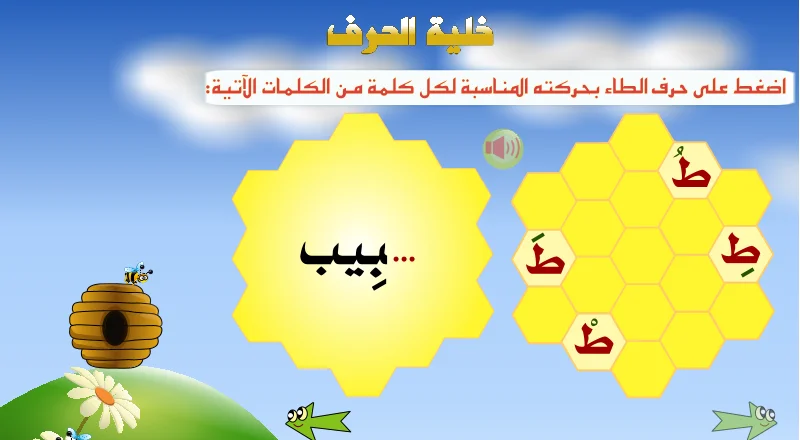 خلية الحرف
اضغط على حرف الطاء بحركته المناسبة لكل كلمة من الكلمات الآتية:
...بِيب
طُ
طِ
طَ
طْ